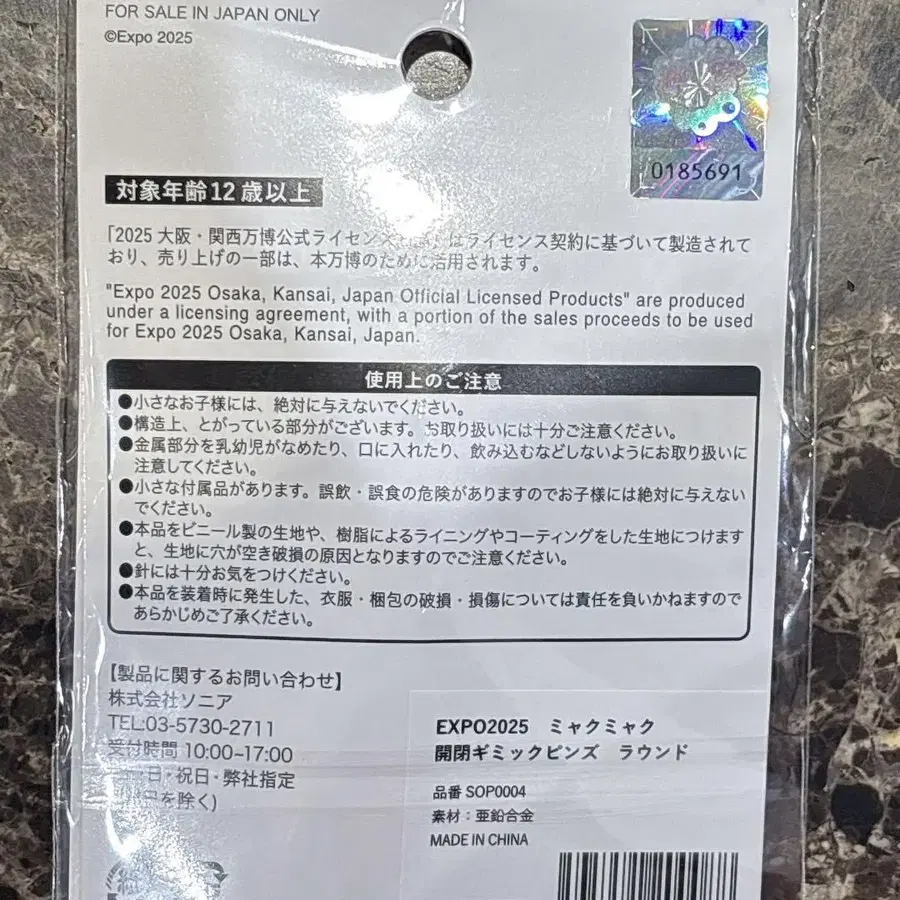 FOR SALE IN JAPAN ONLY
©Expo 2025
0185691
対象年齢12歳以上
「2025 大阪・関西万博公式ライセンス はライセンス契約に基づいて製造されて
おり、売り上げの一部は、本万博のために活用されます。
"Expo 2025 Osaka, Kansai, Japan Official Licensed Products" are produced
under a licensing agreement, with a portion of the sales proceeds to be used
for Expo 2025 Osaka, Kansai, Japan.
使用上のご注意
●小さなお子様には、絶対に与えないでください。
●構造上、とがっている部分がございます。お取り扱いには十分ご注意ください。
●金属部分を乳幼児がなめたり、口に入れたり、飲み込むなどしないようにお取り扱いに
注意してください。
●小さな付属品があります。誤飲・誤食の危険がありますのでお子様には絶対に与えない
でください。
●本品をビニール製の生地や、樹脂によるライニングやコーティングをした生地につけます
と、生地に穴が空き破損の原因となりますのでご注意ください。
●針には十分お気をつけください。
●本品を装着時に発生した、衣服・梱包の破損・損傷については責任を負いかねますので
あらかじめご了承ください。
【製品に関するお問い合わせ】
株式会社ソニア
TEL:03-5730-2711
受付時間 10:00~17:00
日・祝日・弊社指定
を除く)
EXPO2025 ミャクミャク
開閉ギミックピンズ ラウンド
品番 SOP0004
素材：亜鉛合金
MADE IN CHINA